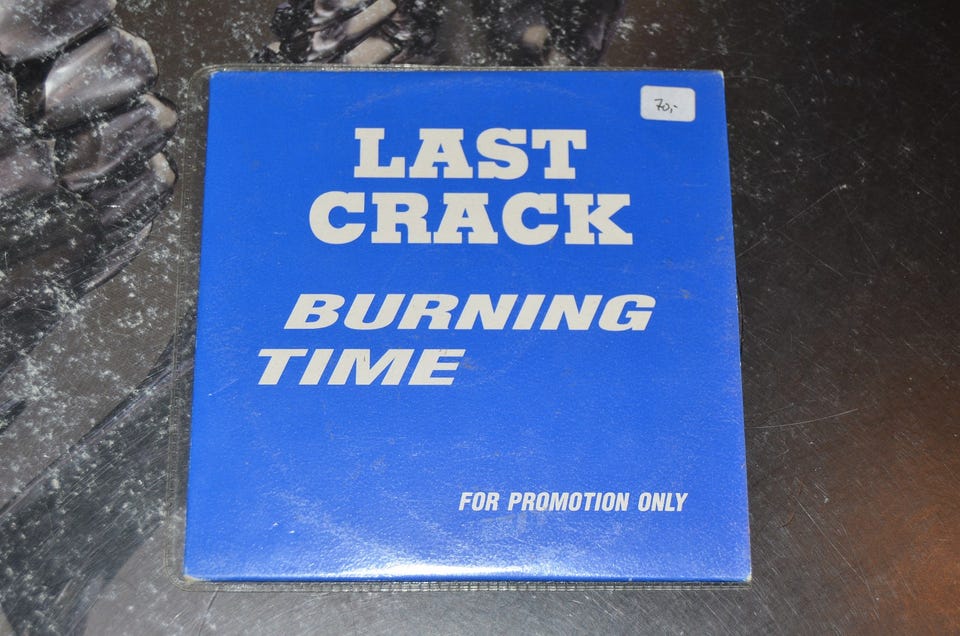 70,-
LAST
CRACK
BURNING
TIME
FOR PROMOTION ONLY